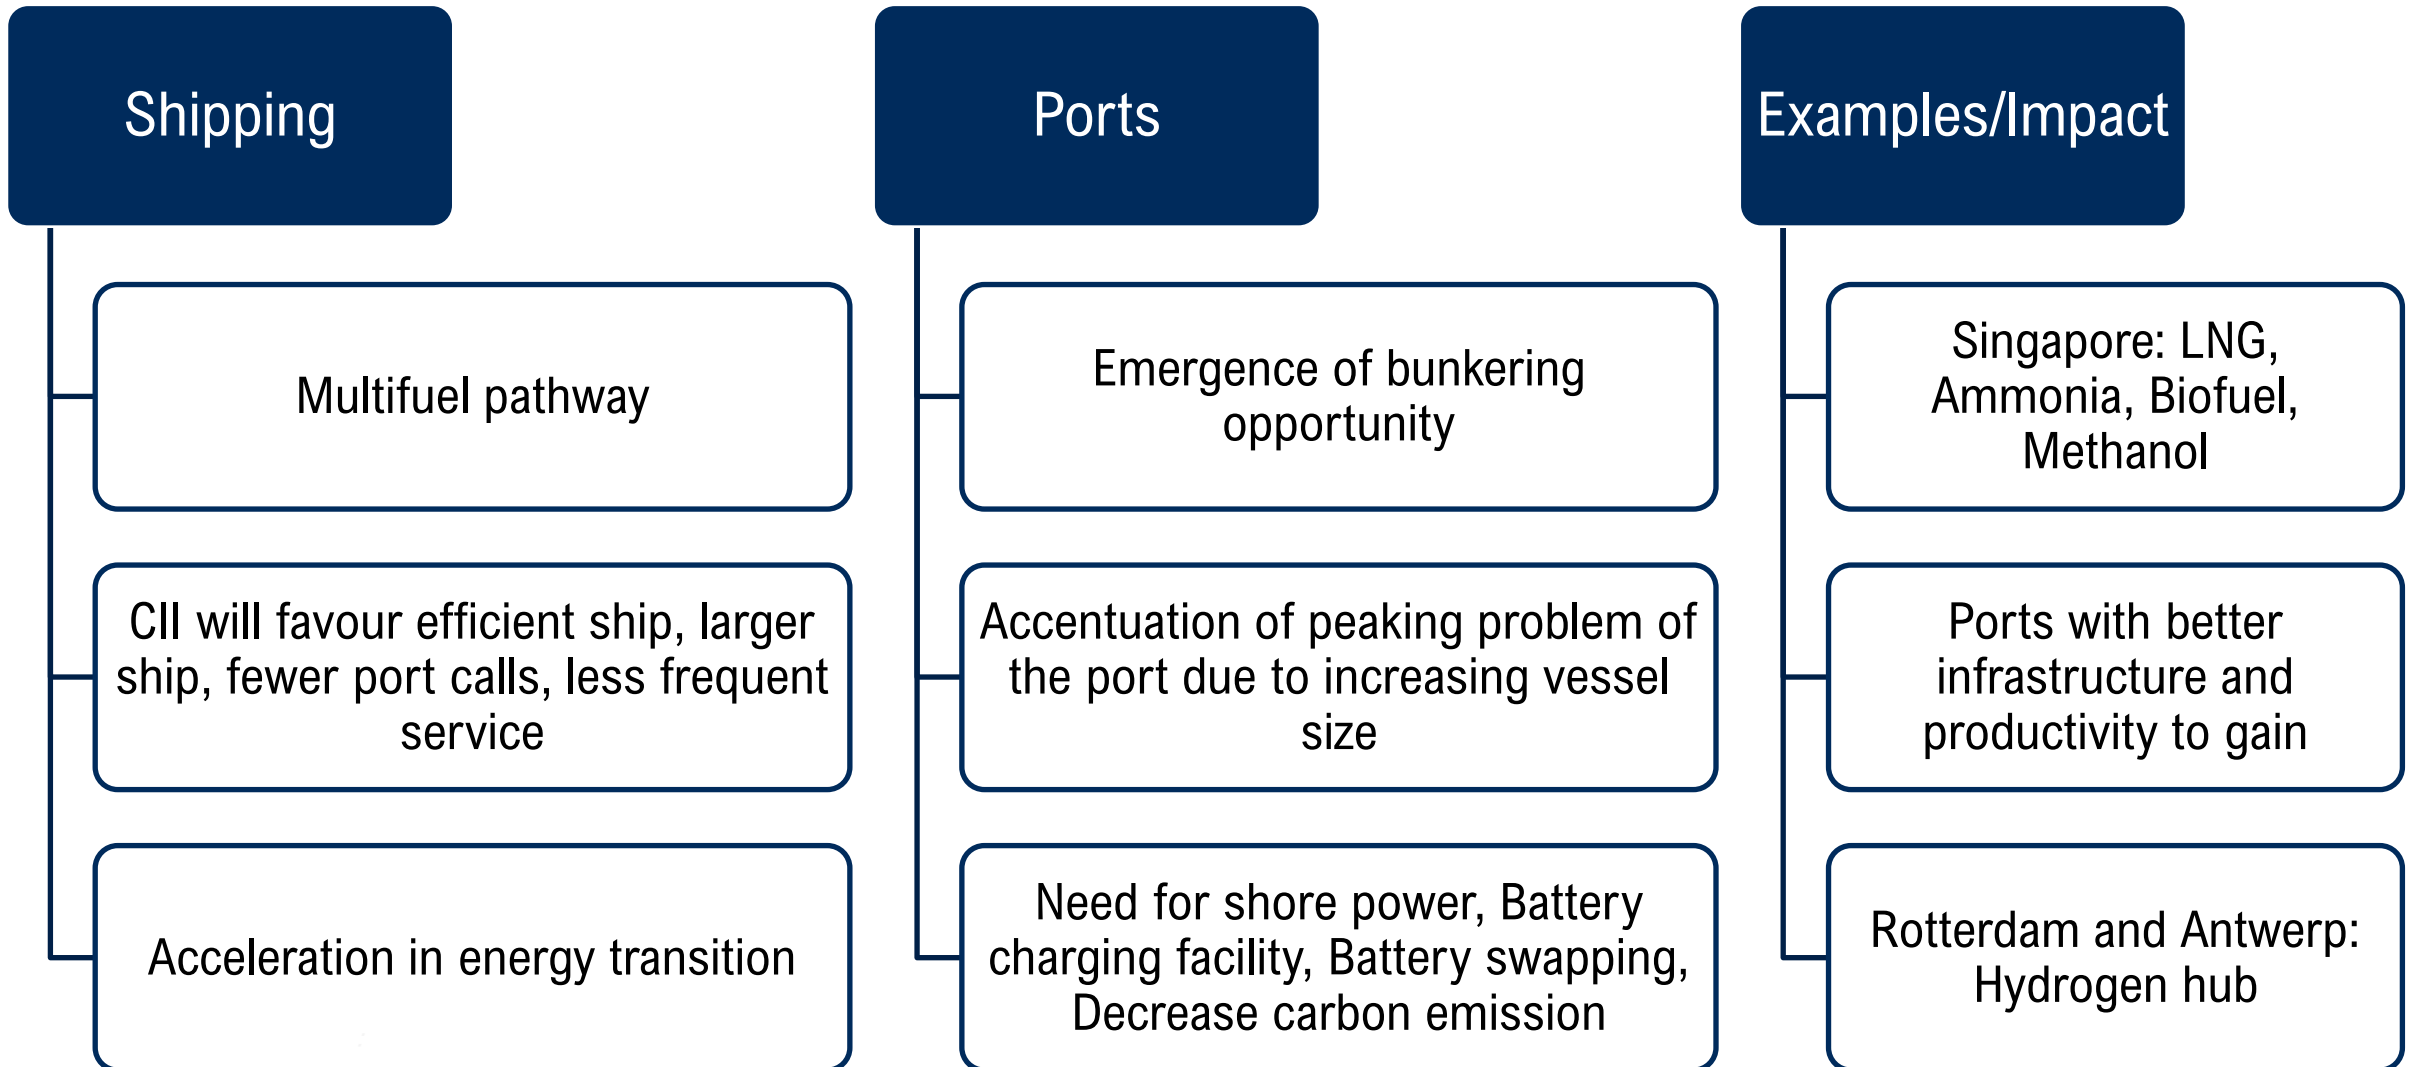 Shipping
Multifuel pathway
CII will favour efficient ship, larger
ship, fewer port calls, less frequent
service
Acceleration in energy transition
Ports
Emergence of bunkering
opportunity
Accentuation of peaking problem of
the port due to increasing vessel
size
Need for shore power, Battery
charging facility, Battery swapping,
Decrease carbon emission
Examples/Impact
Singapore: LNG,
Ammonia, Biofuel,
Methanol
Ports with better
infrastructure and
productivity to gain
Rotterdam and Antwerp:
Hydrogen hub